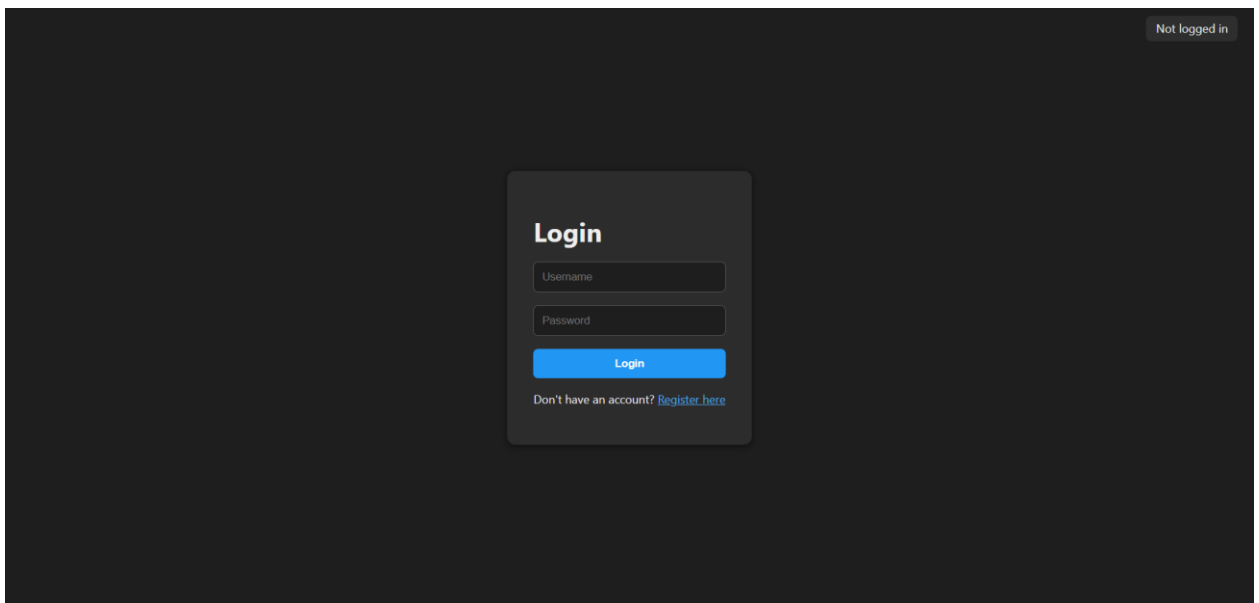 Not logged in
Login
Username
Password
Login
Don't have an account? Register here